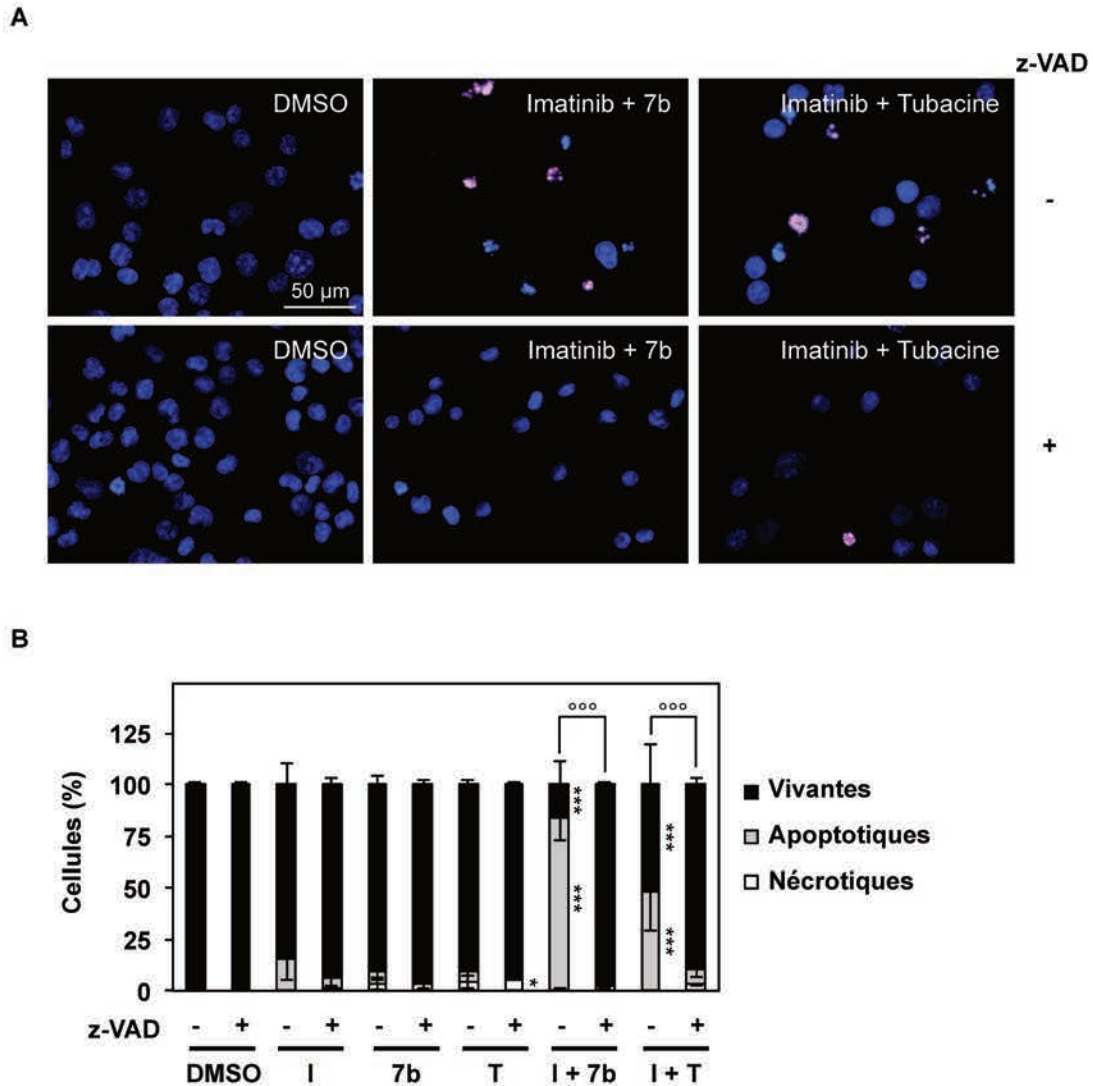 A
z-VAD
DMSO
Imatinib + 7b
Imatinib + Tubacine
-
50 µm
DMSO
Imatinib + 7b
Imatinib + Tubacine
+
B
Cellules (%)
125
100
75
50
25
0
°°° °°°
*** *** * *** ***
Vivantes
Apoptotiques
Nécrotiques
z-VAD - + - + - + - + - + - +
DMSO I 7b T I + 7b I + T